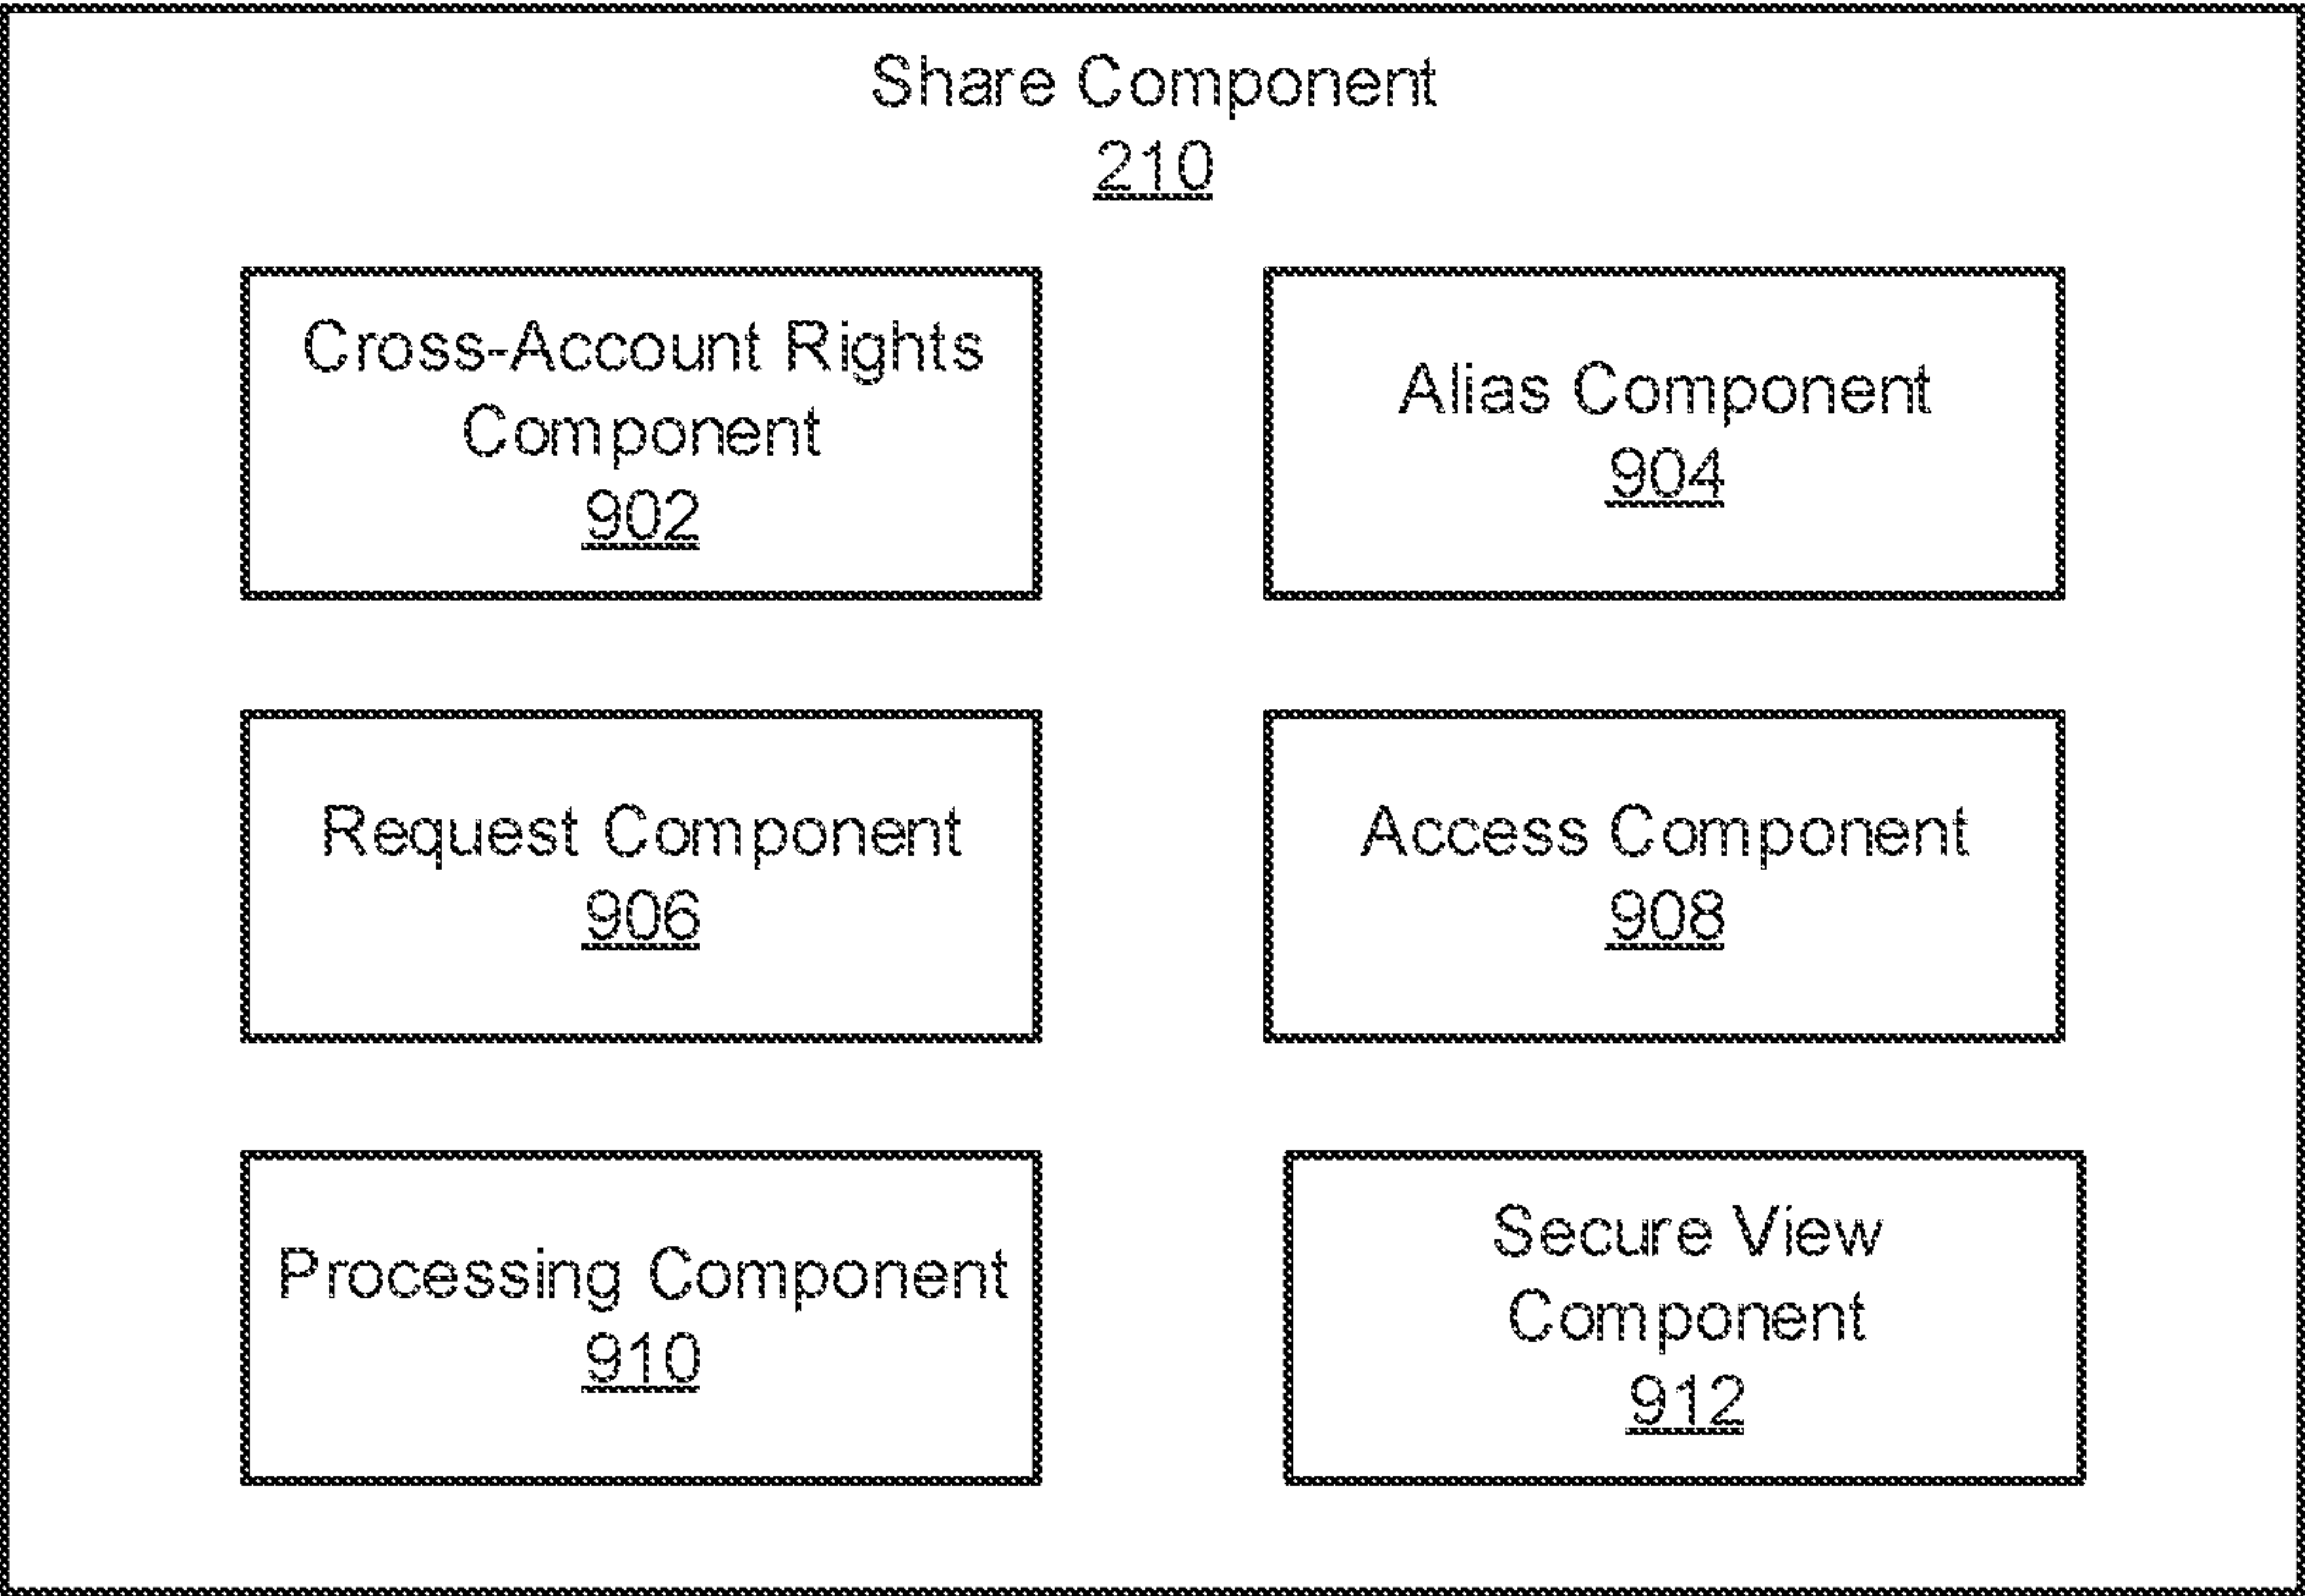 Share Component
210
Cross-Account Rights
Component
902
Alias Component
904
Request Component
906
Access Component
908
Processing Component
910
Secure View
Component
912